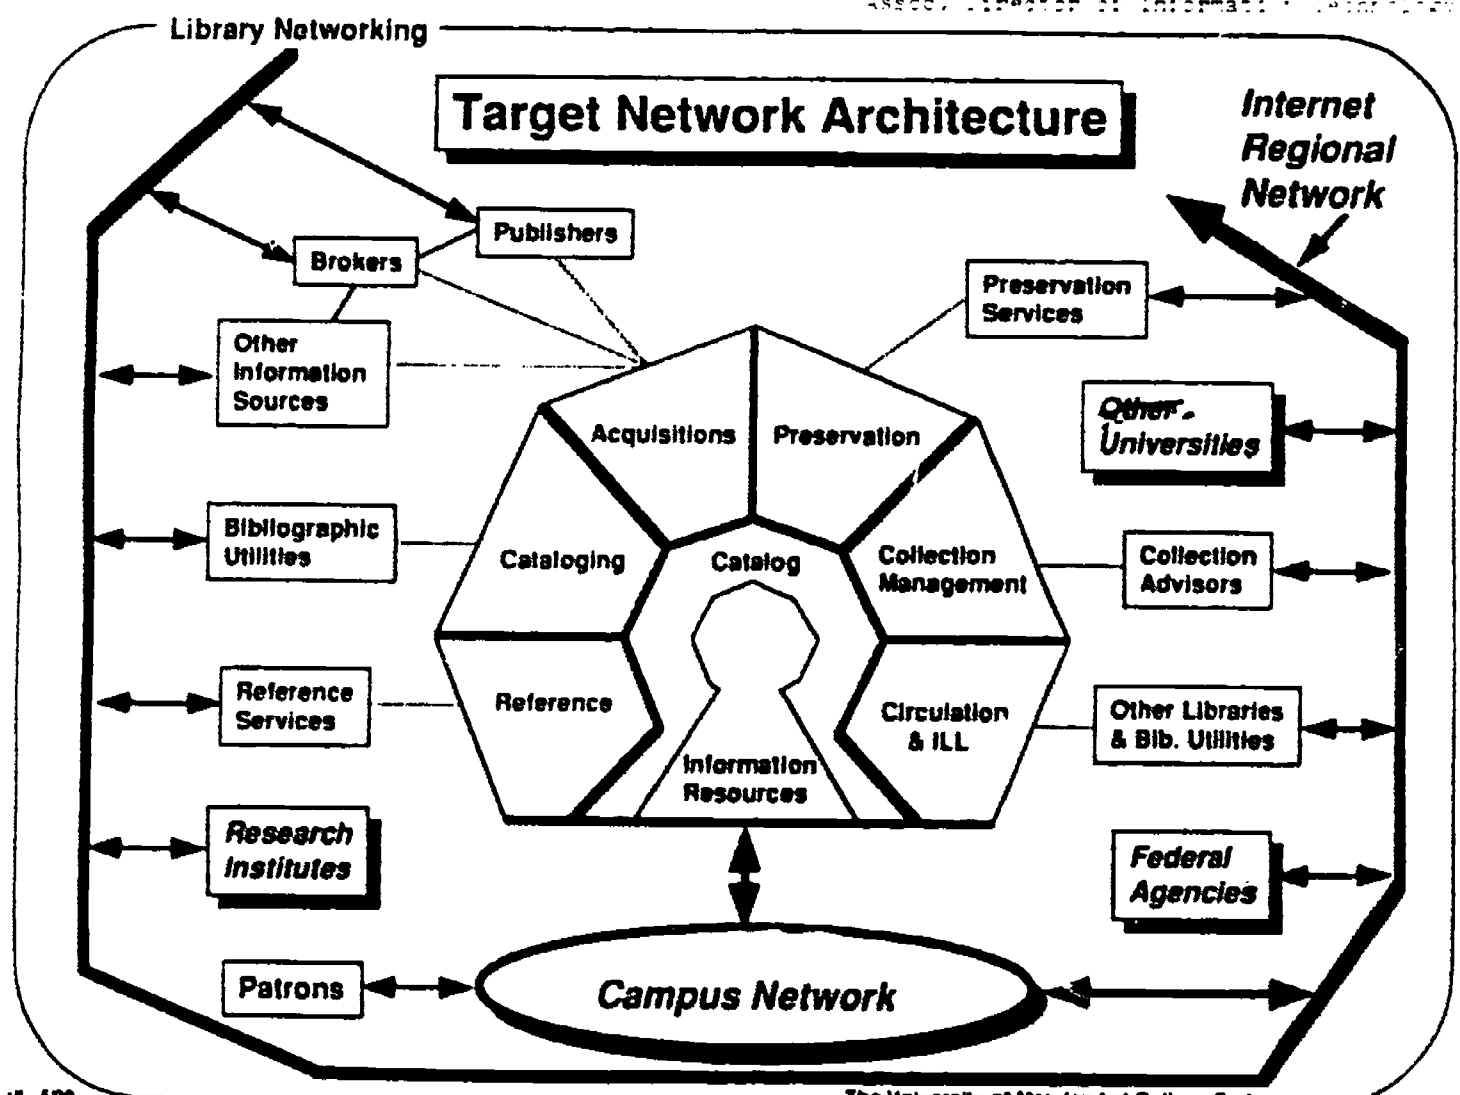 Library Networking
Target Network Architecture
Internet
Regional
Network
Publishers
Brokers
Preservation
Services
Other
Information
Sources
Other
Universities
Acquisitions
Preservation
Bibliographic
Utilities
Cataloging
Catalog
Collection
Management
Collection
Advisors
Reference
Services
Reference
Circulation
& ILL
Other Libraries
& Bib. Utilities
Information
Resources
Research
Institutes
Federal
Agencies
Patrons
Campus Network